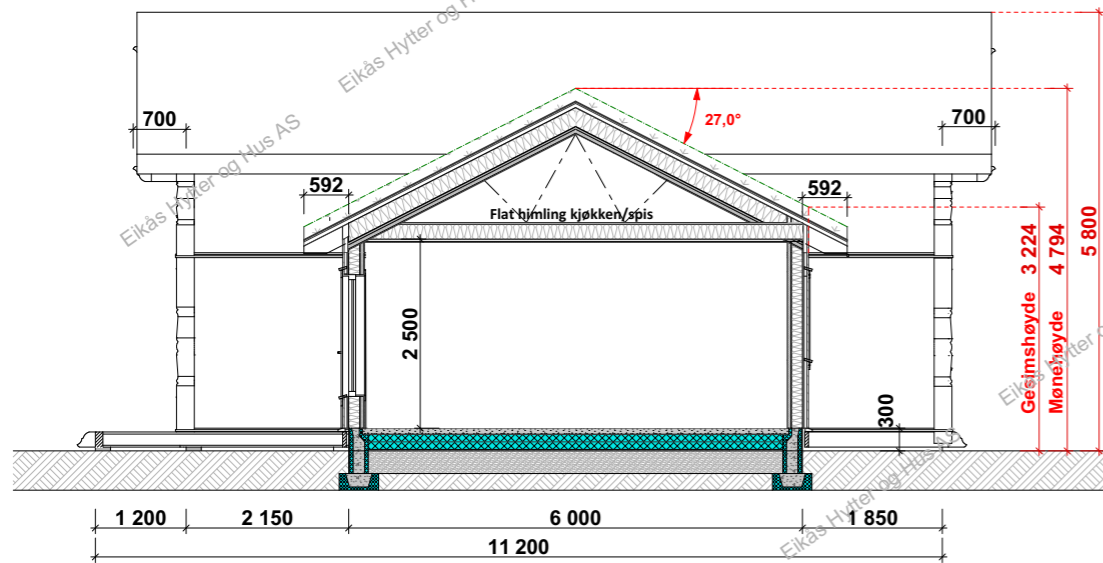 Eikås Hytter og H
700
27,0°
700
Eikås Hytter og Hus AS
592
592
Flat himling kjøkken/spis
2 500
Gesimshøyde 3 224
Mønehøyde 4 794
5 800
Eikås Hytter o
300
Eikås Hytter og Hus AS
1 200
2 150
6 000
1 850
11 200